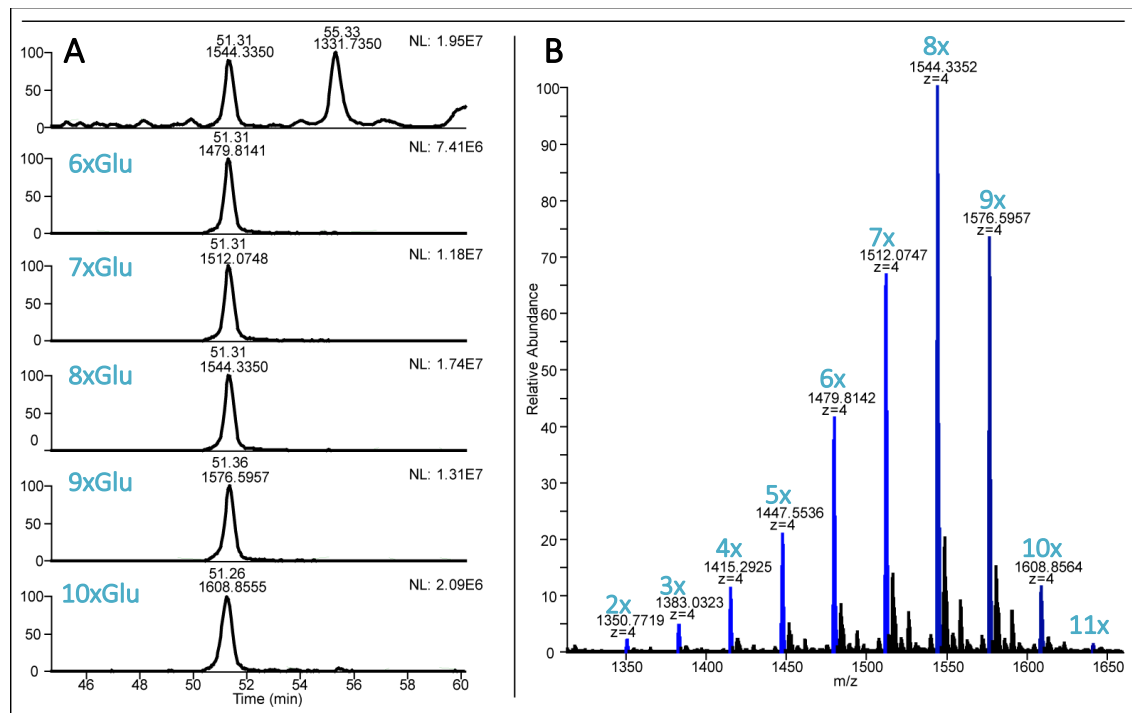 A
51.31
1544.3350
55.33
1331.7350
NL: 1.95E7
100
50
0
6xGlu
51.31
1479.8141
NL: 7.41E6
100
50
0
7xGlu
51.31
1512.0748
NL: 1.18E7
100
50
0
8xGlu
51.31
1544.3350
NL: 1.74E7
100
50
0
9xGlu
51.36
1576.5957
NL: 1.31E7
100
50
0
10xGlu
51.26
1608.8555
NL: 2.09E6
100
50
0
46 48 50 51 54 56 58 60
Time (min)
B
8x
1544.3352
z=4
9x
1576.5957
z=4
7x
1512.0747
z=4
6x
1479.8142
z=4
5x
1447.5536
z=4
4x
1415.2925
z=4
3x
1383.0323
z=4
2x
1350.7719
z=4
10x
1608.8564
z=4
11x
Relative Abundance
100
90
80
70
60
50
40
30
20
10
0
1350 1400 1450 1500 1550 1600 1650
m/z